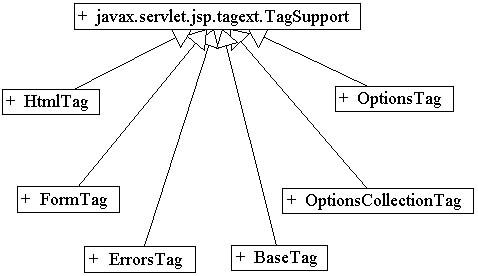 + javax.servlet.jsp.tagext.TagSupport
+ HtmlTag
+ OptionsTag
+ FormTag
+ OptionsCollectionTag
+ ErrorsTag
+ BaseTag